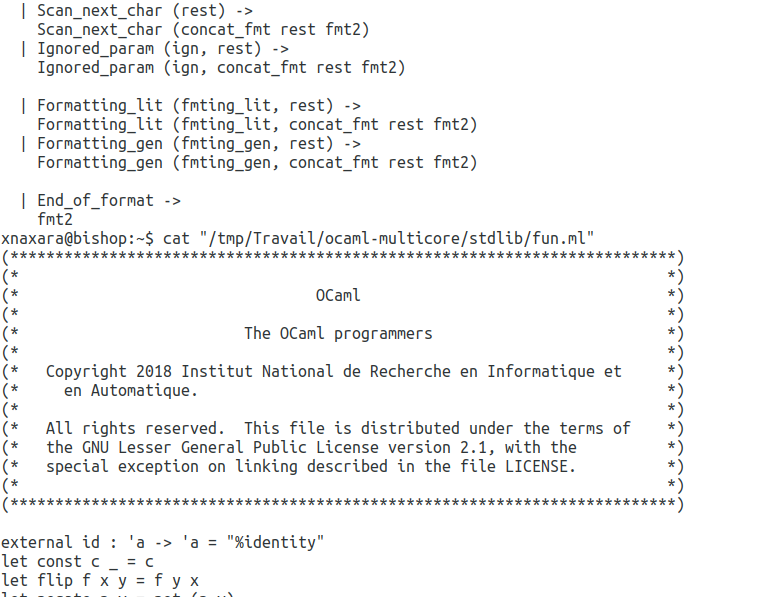 | Scan_next_char (rest) ->
    Scan_next_char (concat_fmt rest fmt2)
  | Ignored_param (ign, rest) ->
    Ignored_param (ign, concat_fmt rest fmt2)

  | Formatting_lit (fmting_lit, rest) ->
    Formatting_lit (fmting_lit, concat_fmt rest fmt2)
  | Formatting_gen (fmting_gen, rest) ->
    Formatting_gen (fmting_gen, concat_fmt rest fmt2)

  | End_of_format ->
    fmt2
xnaxara@bishop:~$ cat "/tmp/Travail/ocaml-multicore/stdlib/fun.ml"
(**************************************************************************)
(*                                                                        *)
(*                                 OCaml                                  *)
(*                                                                        *)
(*                         The OCaml programmers                          *)
(*                                                                        *)
(*   Copyright 2018 Institut National de Recherche en Informatique et     *)
(*     en Automatique.                                                    *)
(*                                                                        *)
(*   All rights reserved.  This file is distributed under the terms of    *)
(*   the GNU Lesser General Public License version 2.1, with the          *)
(*   special exception on linking described in the file LICENSE.          *)
(*                                                                        *)
(**************************************************************************)

external id : 'a -> 'a = "%identity"
let const c _ = c
let flip f x y = f y x